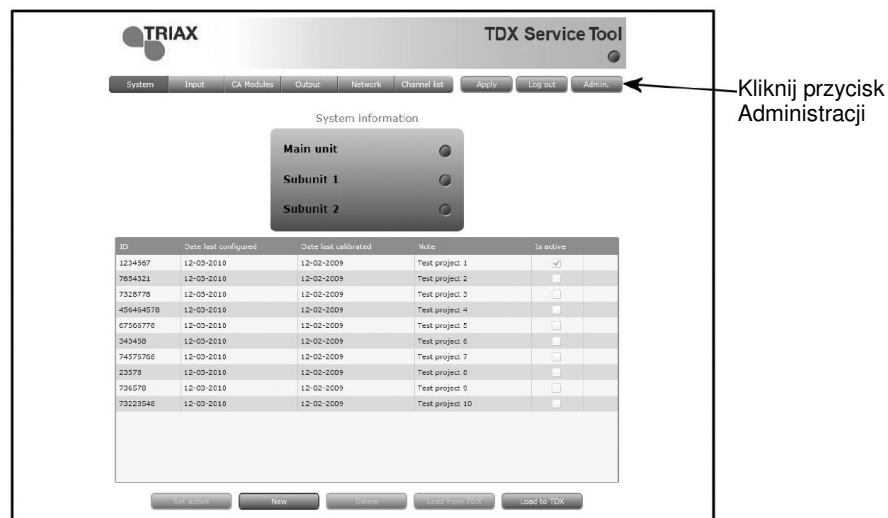 TRIAX
TDX Service Tool
System Input CA Modules Output Network Channel list Apply Log out Admin.
Kliknij przycisk
Administracji
System information
Main unit
Subunit 1
Subunit 2
ID Date last configured Date last calibrated Note Is active
1234567 12-03-2010 12-02-2009 Test project 1
7654321 12-03-2010 12-02-2009 Test project 2
7328778 12-03-2010 12-02-2009 Test project 3
456464578 12-03-2010 12-02-2009 Test project 4
67566778 12-03-2010 12-02-2009 Test project 5
343458 12-03-2010 12-02-2009 Test project 6
74576768 12-03-2010 12-02-2009 Test project 7
23578 12-03-2010 12-02-2009 Test project 8
736578 12-03-2010 12-02-2009 Test project 9
73223548 12-03-2010 12-02-2009 Test project 10
Set active New Delete Load from TDX Load to TDX